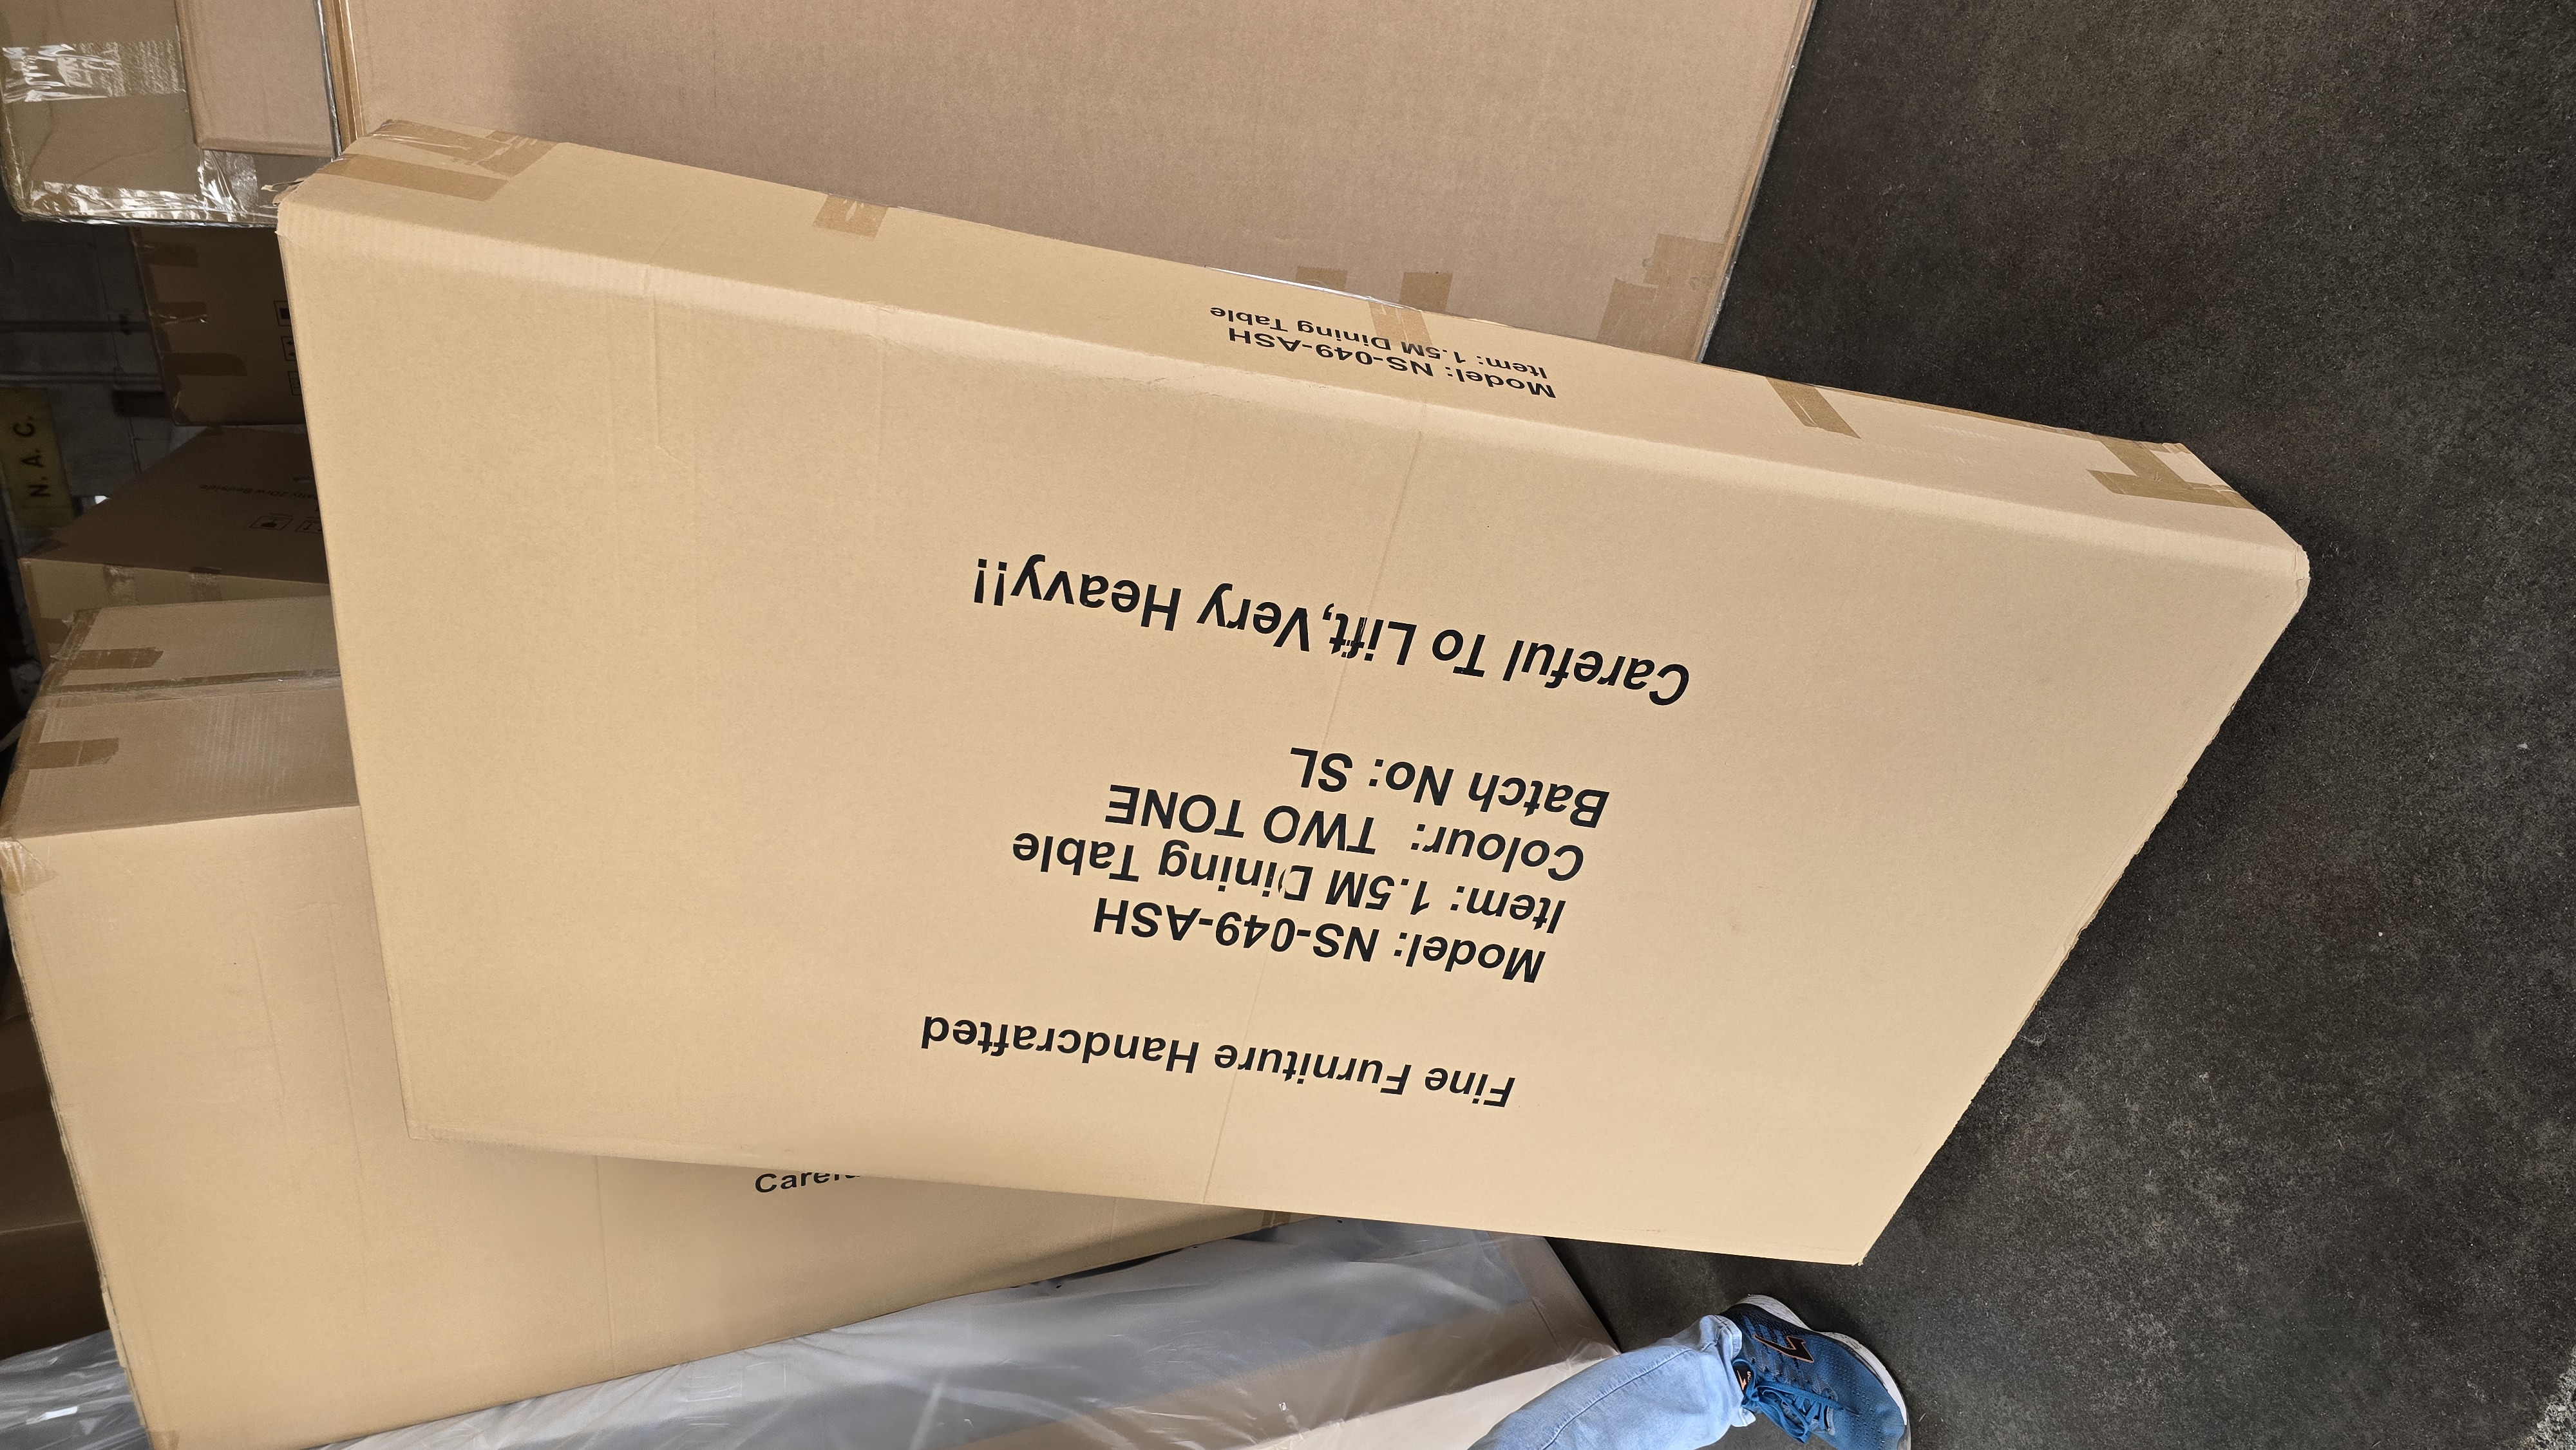 Fine Furniture Handcrafted
Model: NS-049-ASH
Item: 1.5M Dining Table
Colour: TWO TONE
Batch No: SL
Careful To Lift,Very Heavy!!
Model: NS-049-ASH
Item: 1.5M Dining Table
N. A. C.